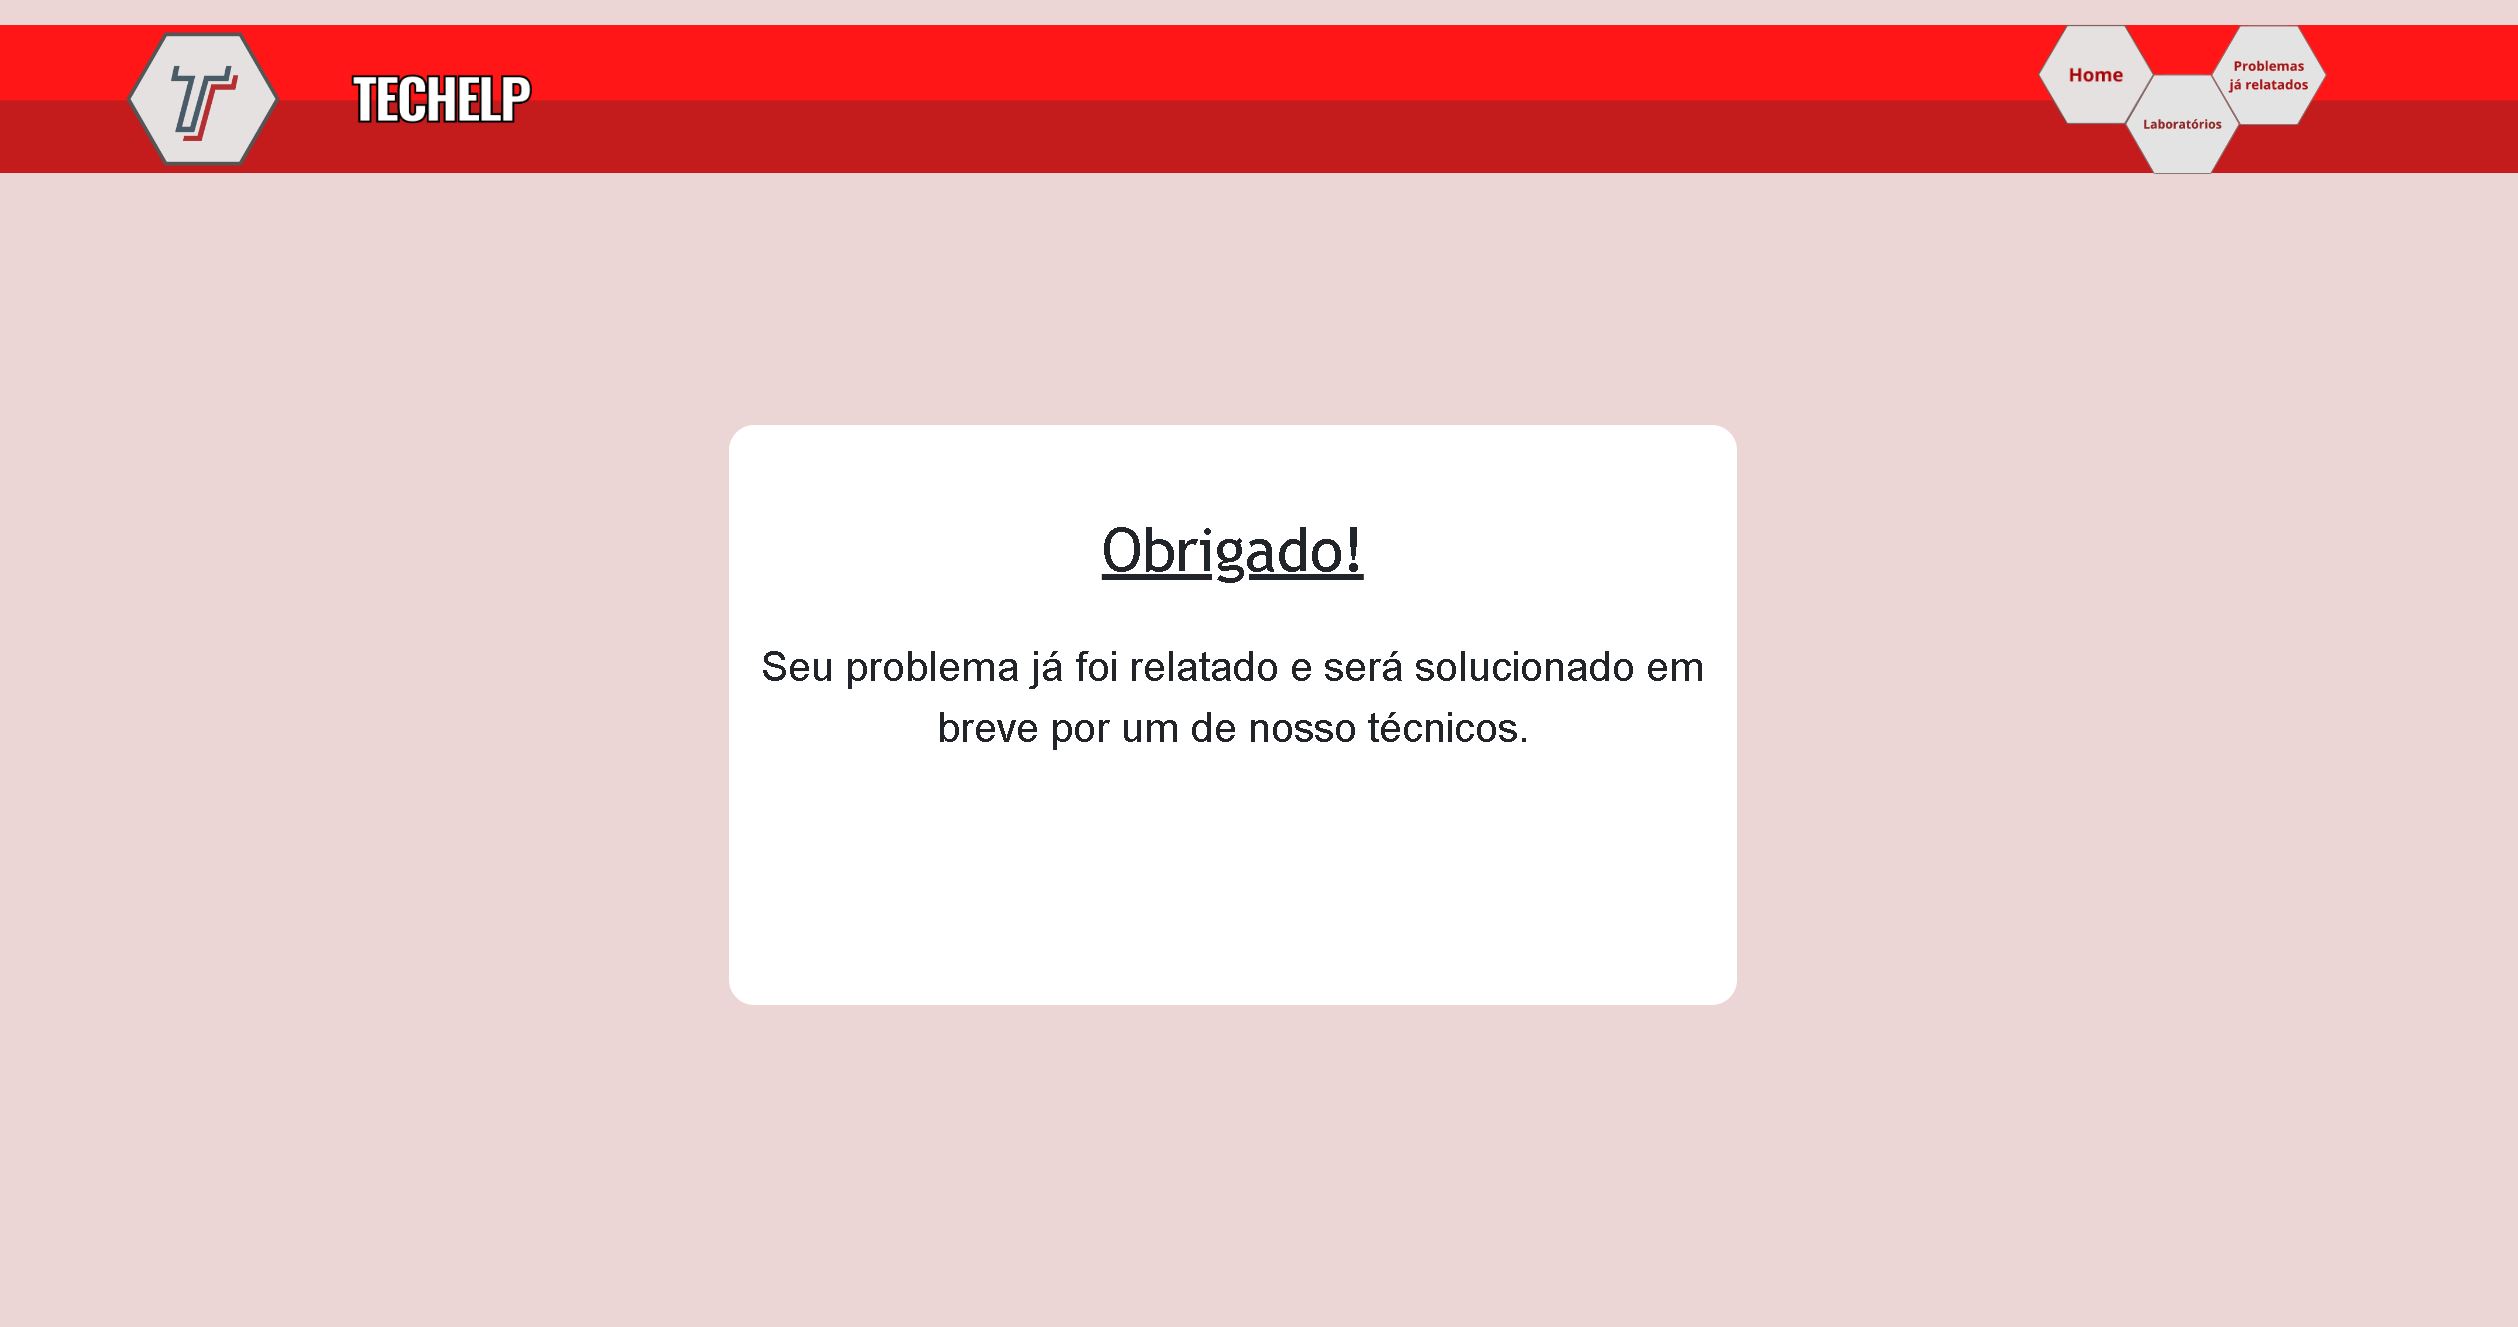 TECHELP
Home
Problemas
já relatados
Laboratórios
Obrigado!
Seu problema já foi relatado e será solucionado em
breve por um de nosso técnicos.